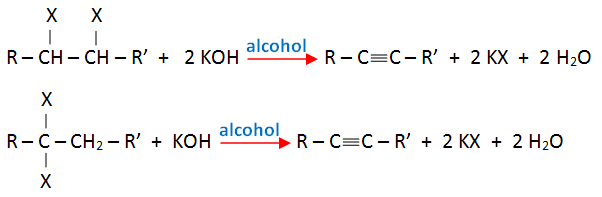 X X
alcohol
R – CH – CH – R′ + 2 KOH R – C≡C – R′ + 2 KX + 2 H₂O
X
alcohol
R – C – CH₂ – R′ + KOH R – C≡C – R′ + 2 KX + 2 H₂O
X